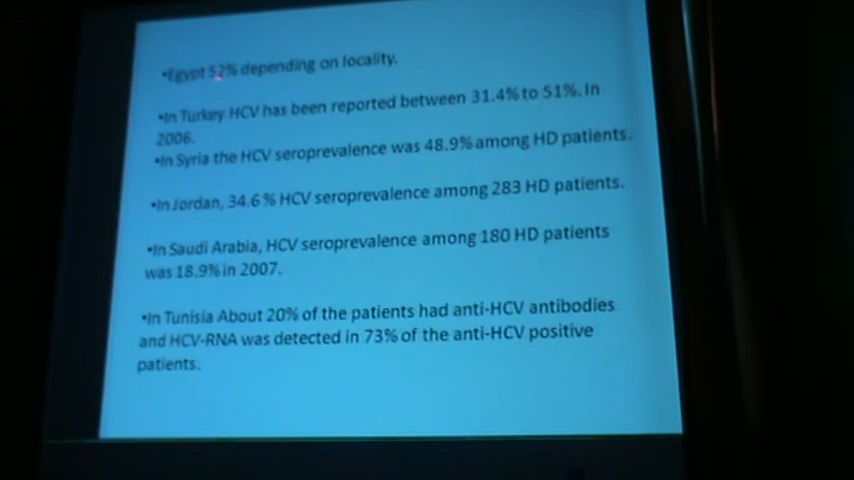 •Egypt 52% depending on locality.
•In Turkey HCV has been reported between 31.4% to 51%. In
2006.
•In Syria the HCV seroprevalence was 48.9% among HD patients.
•In Jordan, 34.6 % HCV seroprevalence among 283 HD patients.
•In Saudi Arabia, HCV seroprevalence among 180 HD patients
was 18.9% in 2007.
•In Tunisia About 20% of the patients had anti-HCV antibodies
and HCV-RNA was detected in 73% of the anti-HCV positive
patients.